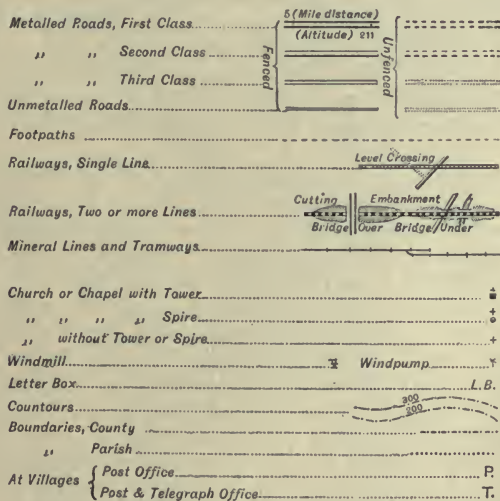 Metalled Roads, First Class 5 (Mile distance)
(Altitude) 211
Fenced
Unfenced
„ „ Second Class
„ „ Third Class
Unmetalled Roads
Footpaths
Railways, Single Line Level Crossing
Cutting Embankment
Railways, Two or more Lines
Bridge Over Bridge Under
Mineral Lines and Tramways
Church or Chapel with Tower
„ „ „ „ Spire
„ without Tower or Spire
Windmill Windpump
Letter Box L.B.
Countours 300
200
Boundaries, County
„ Parish
At Villages Post Office P.
Post & Telegraph Office T.